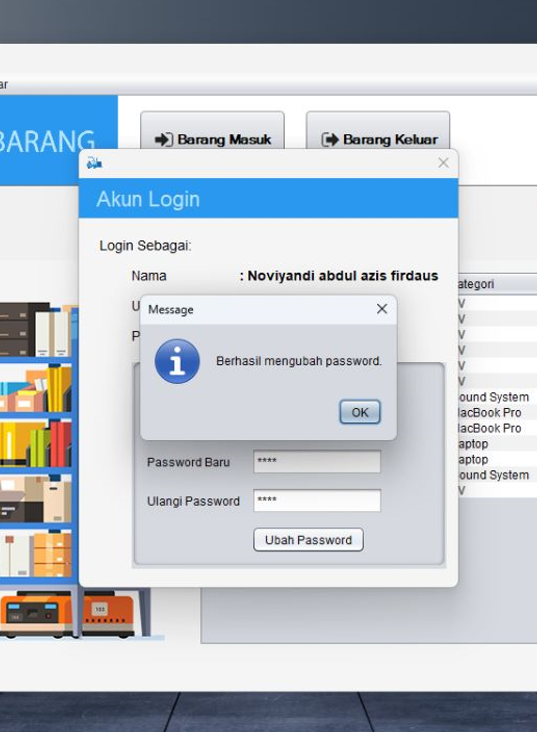 ar
BARANG
Barang Masuk
Barang Keluar
Akun Login
Login Sebagai:
Nama : Noviyandi abdul azis firdaus
U
P
Message
Berhasil mengubah password.
OK
Password Baru ****
Ulangi Password ****
Ubah Password
ategori
V
V
V
V
V
V
ound System
lacBook Pro
lacBook Pro
aptop
aptop
ound System
V